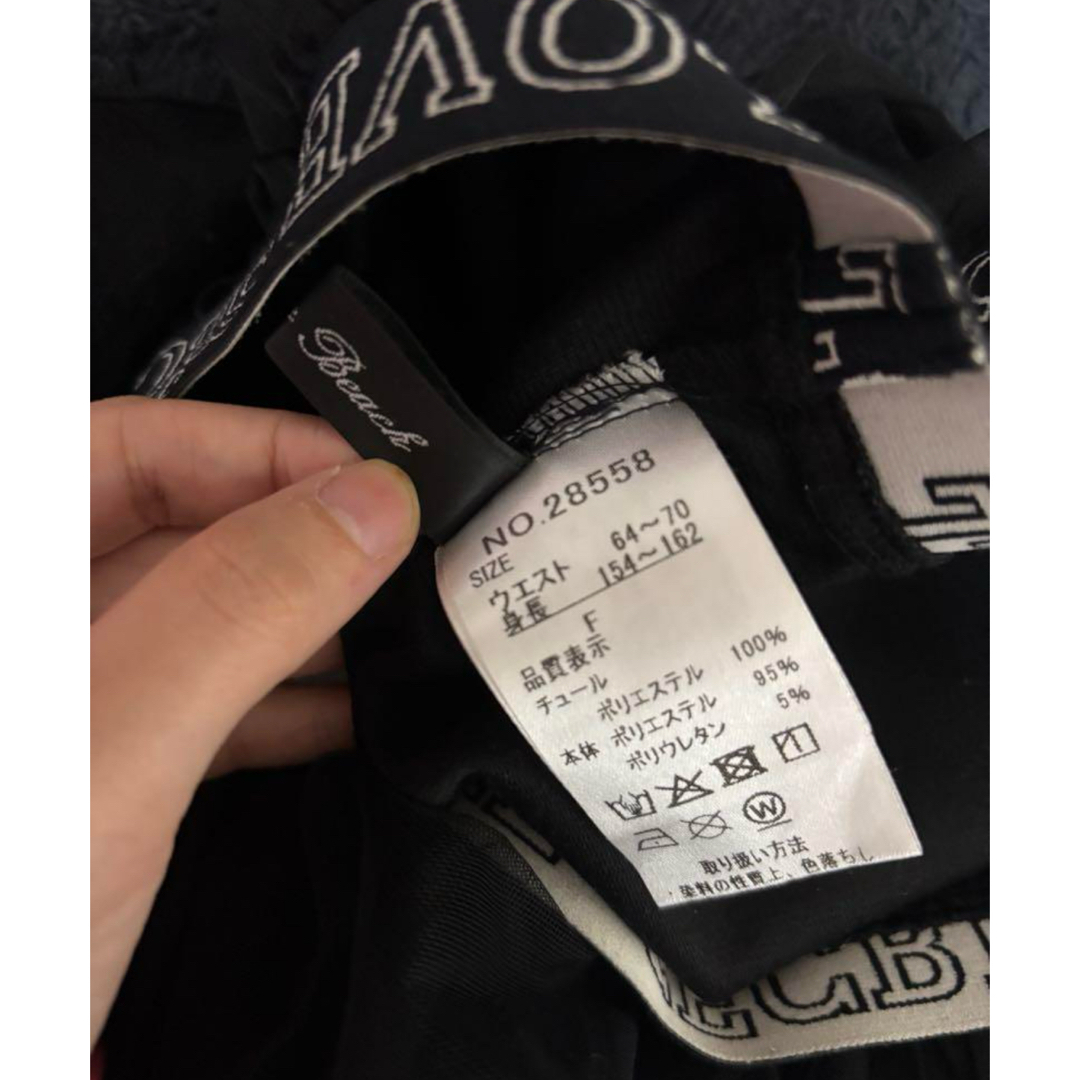 OVE
Beach
NO.28558
SIZE
ウエスト 64～70
身長 154～162
F
品質表示
チュール ポリエステル 100%
本体 ポリエステル 95%
ポリウレタン 5%
W
取り扱い方法
・染料の性質上、色落ちし
ECB